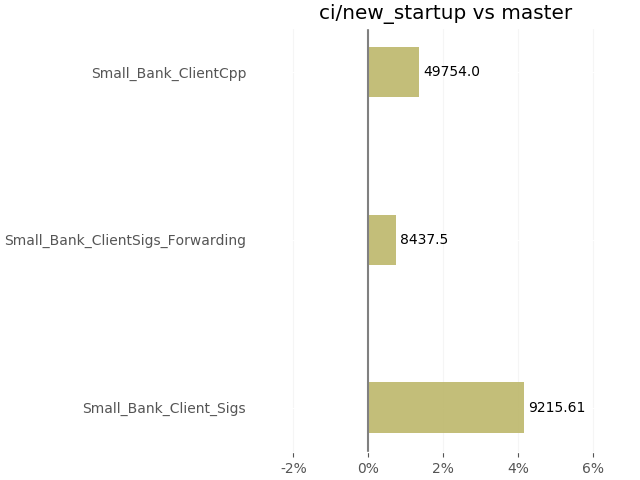 ci/new_startup vs master
Small_Bank_ClientCpp
49754.0
Small_Bank_ClientSigs_Forwarding
8437.5
Small_Bank_Client_Sigs
9215.61
-2%
0%
2%
4%
6%